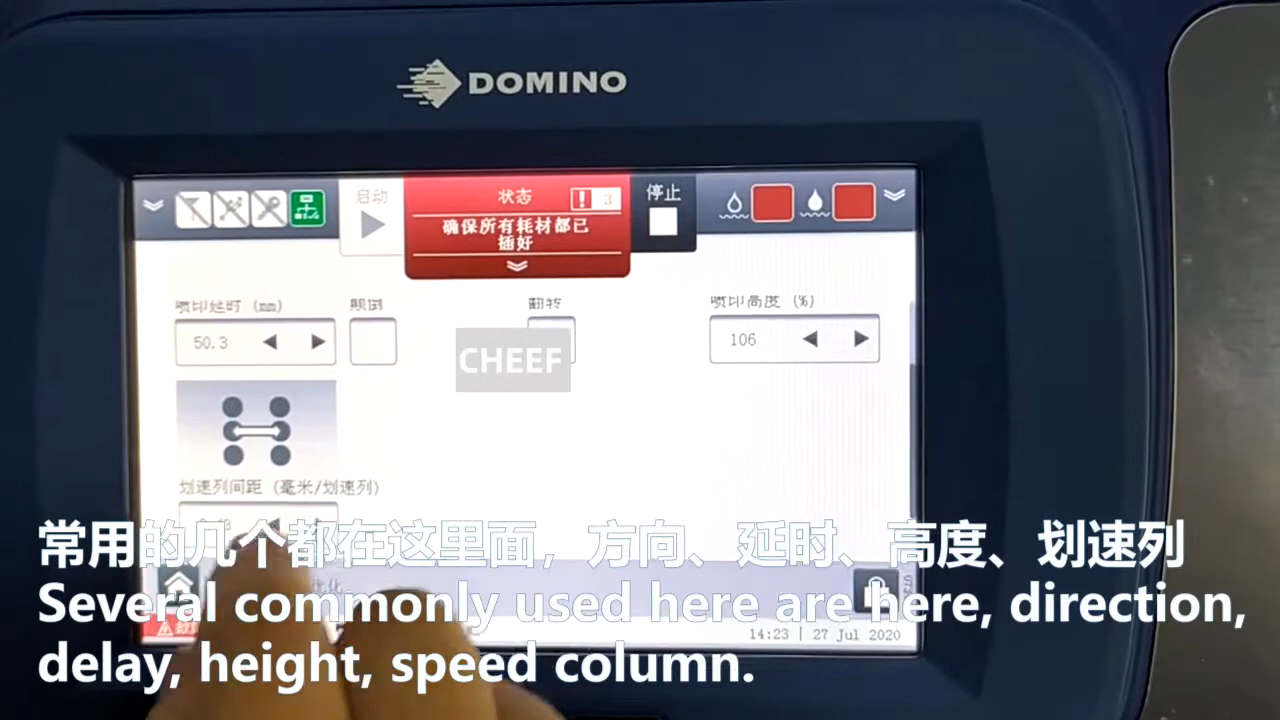 DOMINO
启动
状态
! 3
停止
确保所有耗材都已
插好
喷印延时 (mm)
颠倒
翻转
喷印高度 (%)
50.3
106
CHEEF
划速列间距 (毫米/划速列)
常用的几个都在这里面，方向、延时、高度、划速列
Several commonly used here are here, direction,
14:23 | 27 Jul 2020
delay, height, speed column.